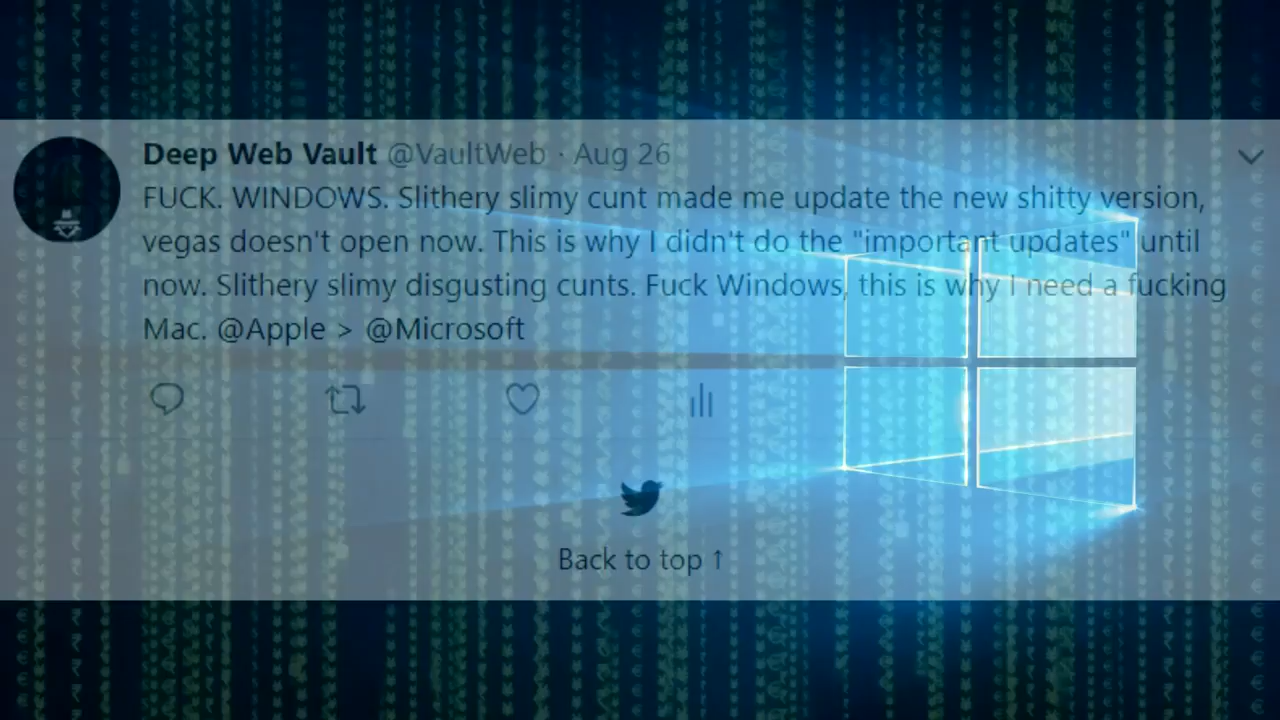 Deep Web Vault @VaultWeb · Aug 26
FUCK. WINDOWS. Slithery slimy cunt made me update the new shitty version,
vegas doesn't open now. This is why I didn't do the "important updates" until
now. Slithery slimy disgusting cunts. Fuck Windows, this is why I need a fucking
Mac. @Apple > @Microsoft
Back to top ↑